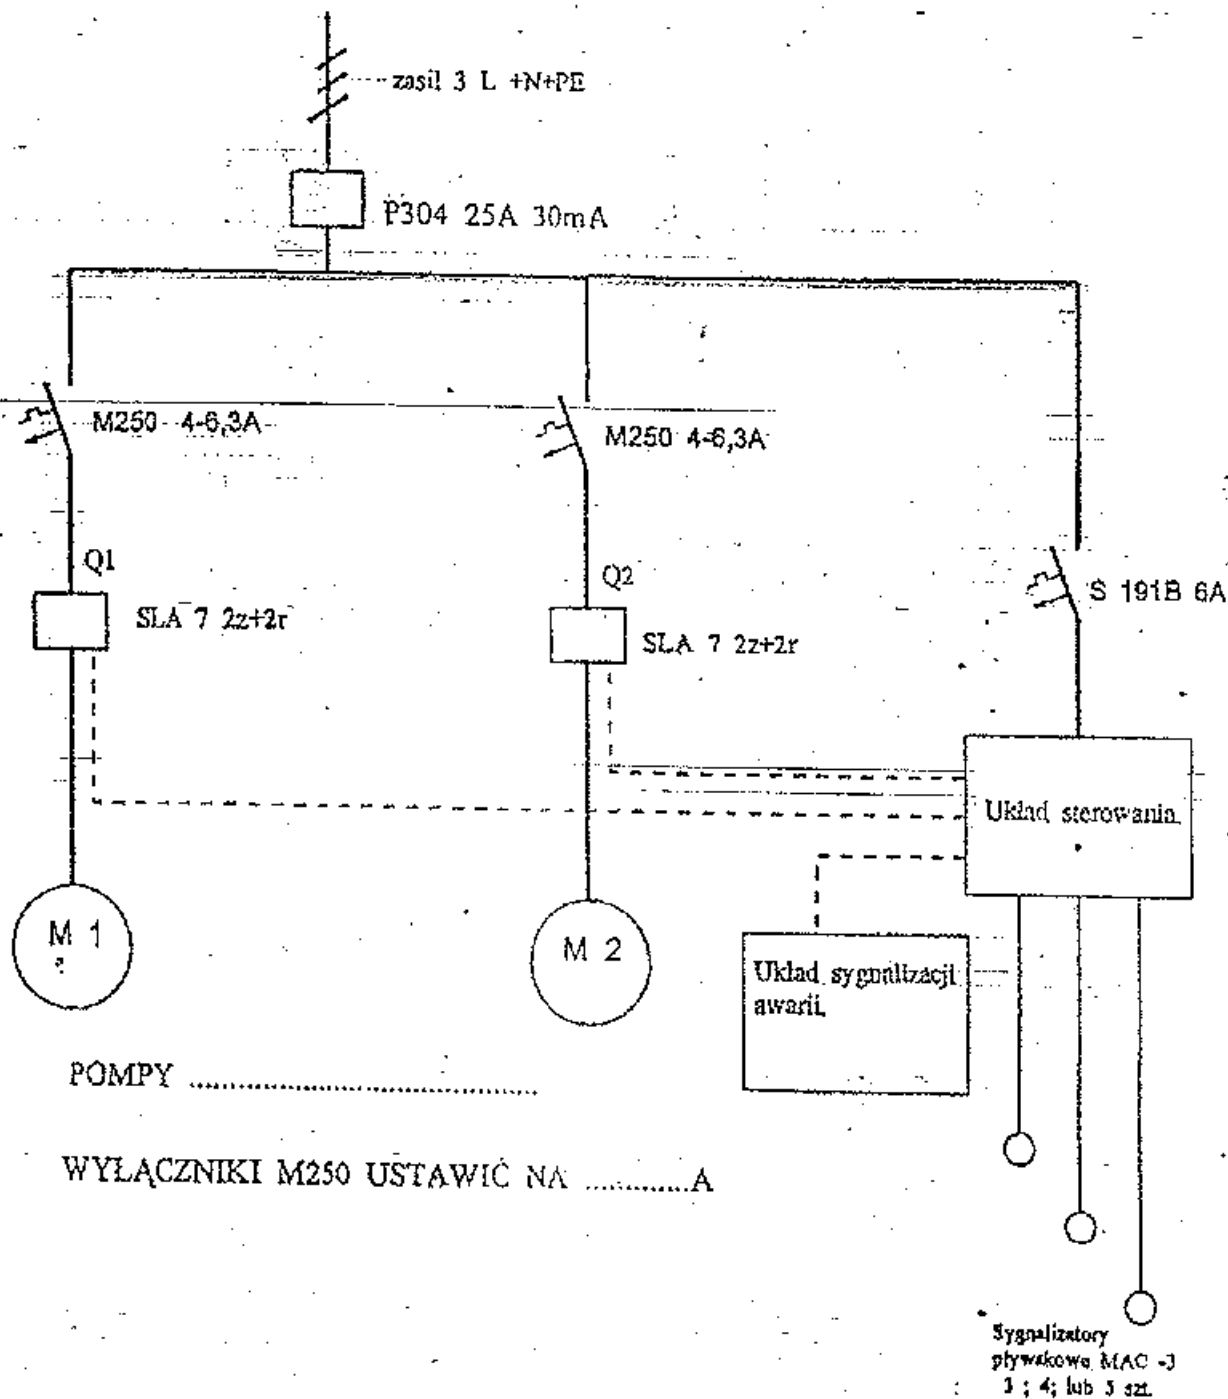 zasil 3 L +N+PE
P304 25A 30mA
M250 4-6,3A
M250 4-6,3A
Q1
Q2
S 191B 6A
SLA 7 2z+2r
SLA 7 2z+2r
Układ sterowania.
M 1
M 2
Układ sygnalizacji
awarii.
POMPY ....................................
WYŁĄCZNIKI M250 USTAWIĆ NA ............A
Sygnalizatory
pływakowe MAC -3
3 ; 4; lub 5 szt.